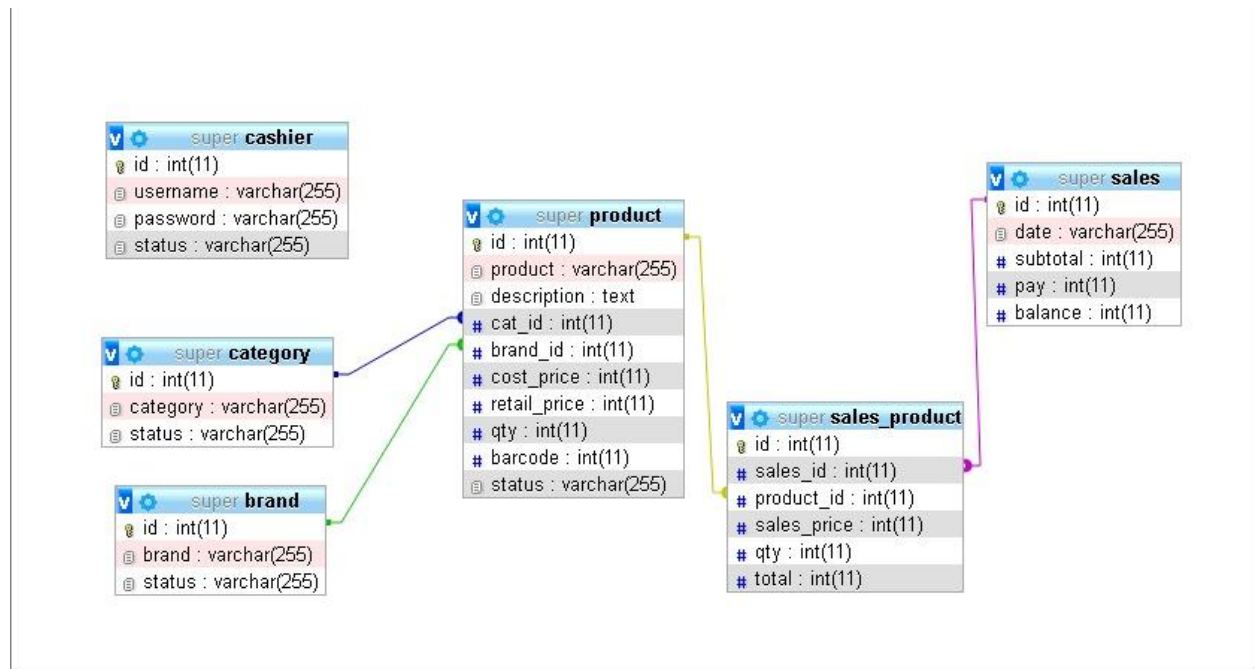 super cashier
id : int(11)
username : varchar(255)
password : varchar(255)
status : varchar(255)
super category
id : int(11)
category : varchar(255)
status : varchar(255)
super brand
id : int(11)
brand : varchar(255)
status : varchar(255)
super product
id : int(11)
product : varchar(255)
description : text
cat_id : int(11)
brand_id : int(11)
cost_price : int(11)
retail_price : int(11)
qty : int(11)
barcode : int(11)
status : varchar(255)
super sales_product
id : int(11)
sales_id : int(11)
product_id : int(11)
sales_price : int(11)
qty : int(11)
total : int(11)
super sales
id : int(11)
date : varchar(255)
subtotal : int(11)
pay : int(11)
balance : int(11)